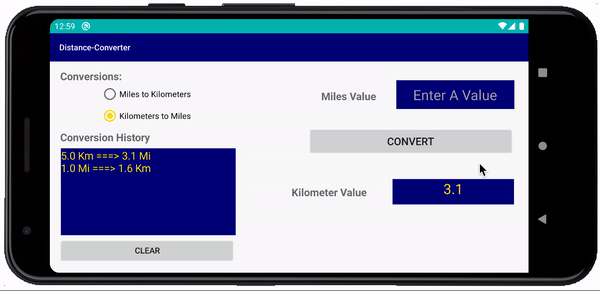 12:59
Distance-Converter
Conversions:
Miles to Kilometers
Kilometers to Miles
Conversion History
5.0 Km ===> 3.1 Mi
1.0 Mi ===> 1.6 Km
CLEAR
Miles Value
Enter A Value
CONVERT
Kilometer Value
3.1